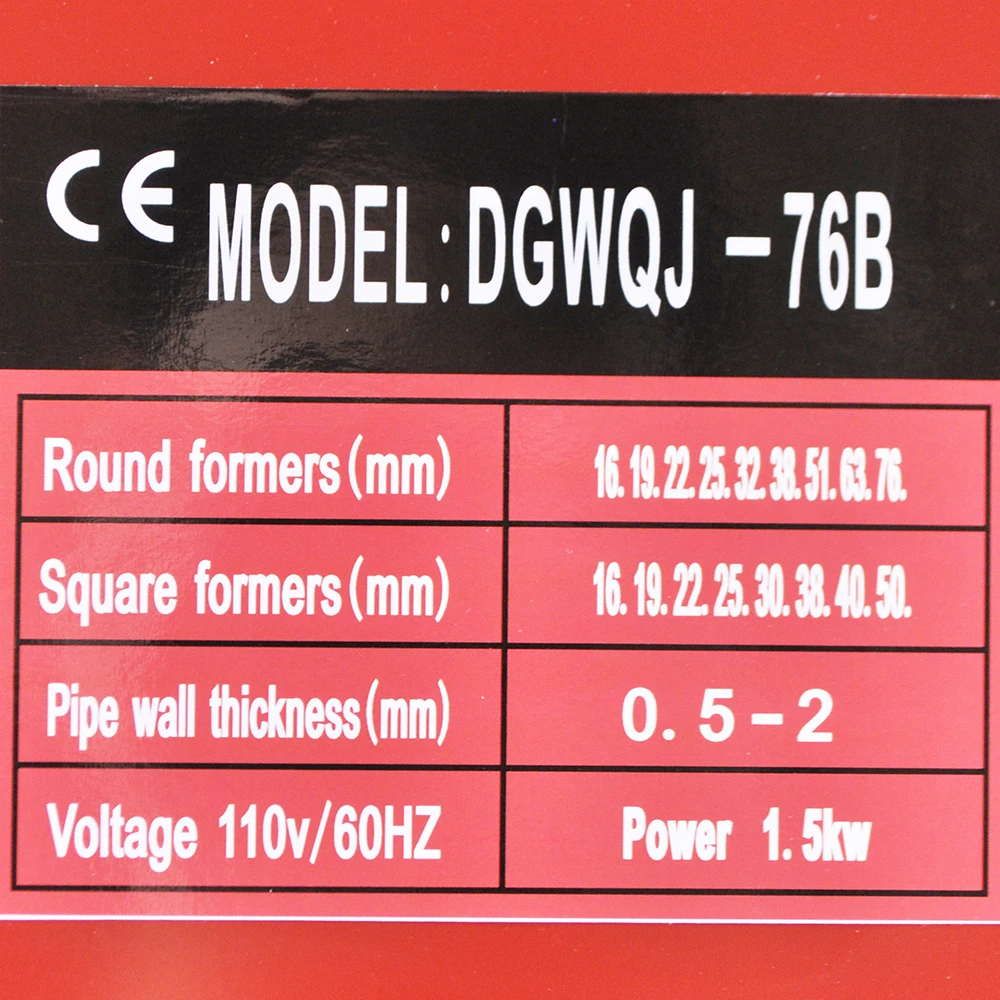 CE MODEL:DGWQJ -76B
Round formers(mm) 16.19.22.25.32.38.51.63.76.
Square formers(mm) 16.19.22.25.30.38.40.50.
Pipe wall thickness(mm) 0.5-2
Voltage 110v/60HZ Power 1.5kw